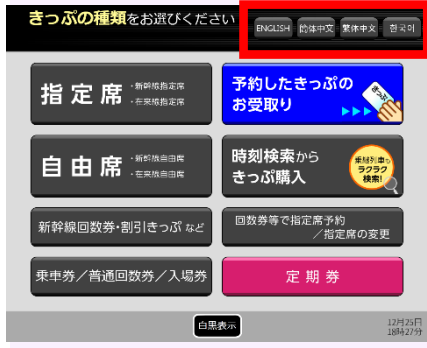 きっぷの種類をお選びください
ENGLISH 简体中文 繁体中文 한국어
指定席 ・新幹線指定席
・在来線指定席
予約したきっぷの
お受取り
きっぷ
自由席 ・新幹線自由席
・在来線自由席
時刻検索から
きっぷ購入
乗継列車も
ラクラク
検索!
新幹線回数券・割引きっぷ など
回数券等で指定席予約
/指定席の変更
乗車券/普通回数券/入場券
定期券
白黒表示
12月25日
18時27分